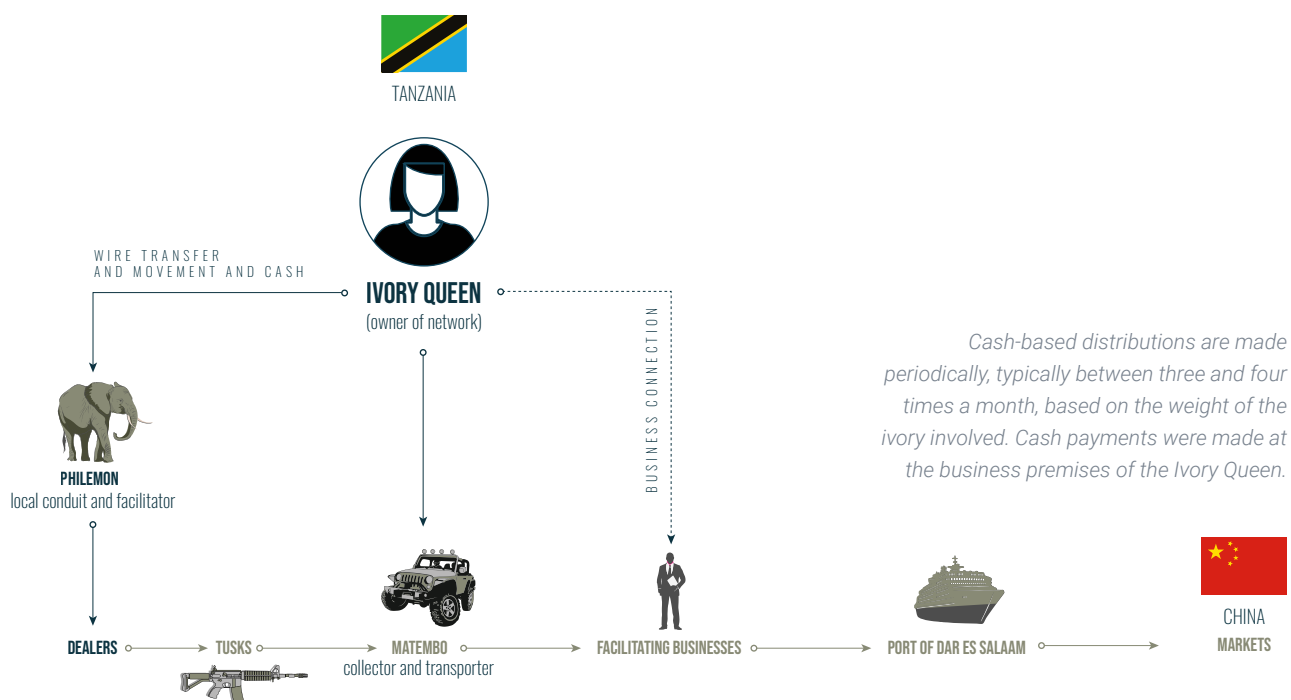 TANZANIA
WIRE TRANSFER
AND MOVEMENT AND CASH
IVORY QUEEN
(owner of network)
BUSINESS CONNECTION
Cash-based distributions are made
periodically, typically between three and four
times a month, based on the weight of the
ivory involved. Cash payments were made at
the business premises of the Ivory Queen.
PHILEMON
local conduit and facilitator
DEALERS
TUSKS
MATEMBO
collector and transporter
FACILITATING BUSINESSES
PORT OF DAR ES SALAAM
CHINA
MARKETS